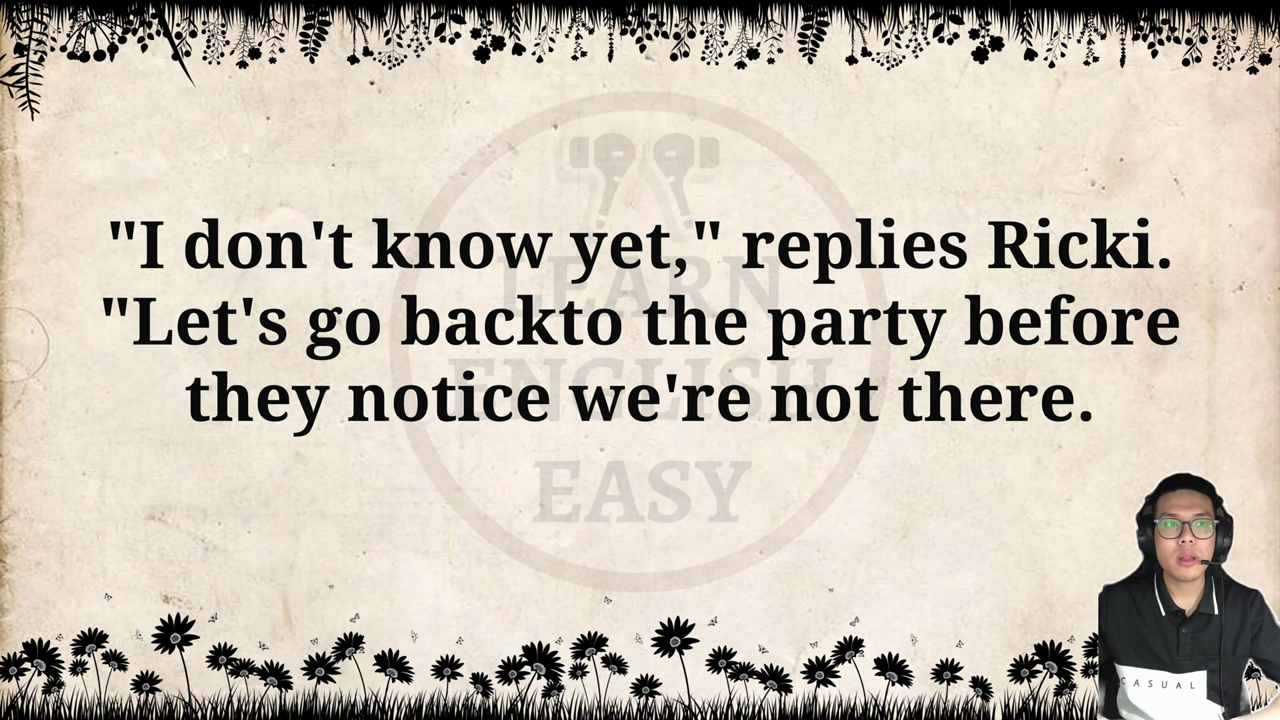 "I don't know yet," replies Ricki.
"Let's go backto the party before
they notice we're not there.
LEARN
ENGLISH
EASY
CASUAL